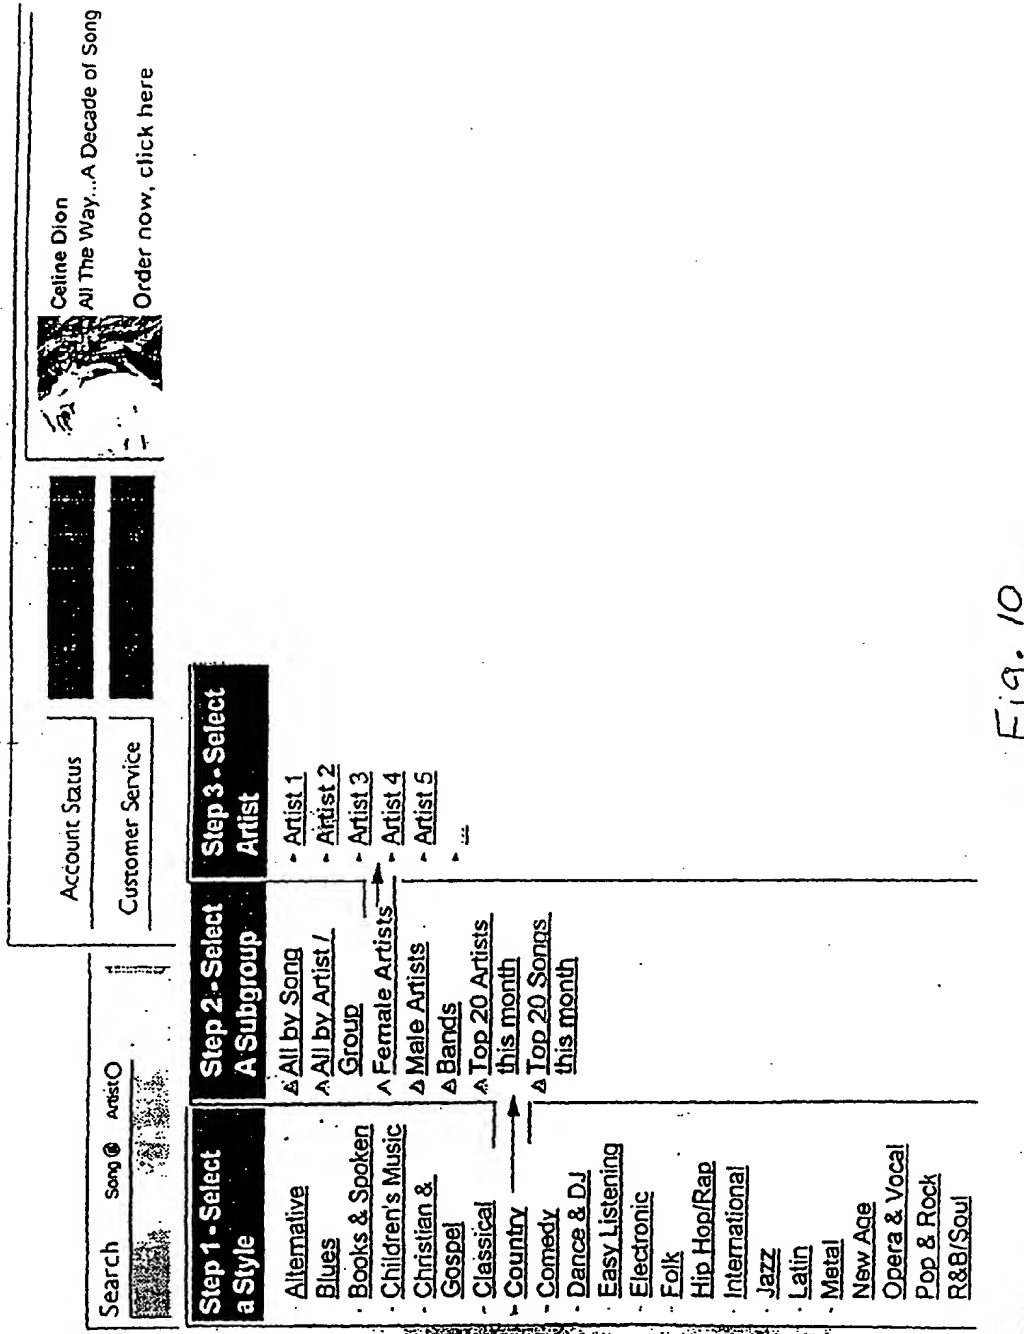 Search Song Artist
Account Status
Customer Service
Celine Dion
All The Way...A Decade of Song
Order now, click here
Step 1 - Select
a Style
Alternative
Blues
Books & Spoken
Children's Music
Christian &
Gospel
Classical
Country
Comedy
Dance & DJ
Easy Listening
Electronic
Folk
Hip Hop/Rap
International
Jazz
Latin
Metal
New Age
Opera & Vocal
Pop & Rock
R&B/Soul
Step 2 - Select
A Subgroup
All by Song
All by Artist /
Group
Female Artists
Male Artists
Bands
Top 20 Artists
this month
Top 20 Songs
this month
Step 3 - Select
Artist
Artist 1
Artist 2
Artist 3
Artist 4
Artist 5
...
Fig. 10